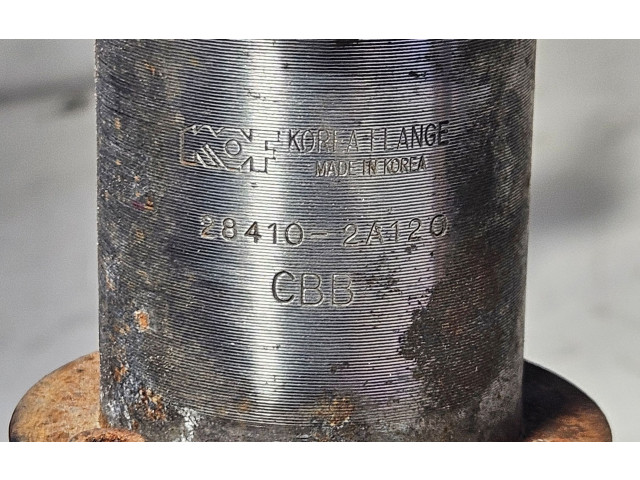 KOREA FLANGE
MADE IN KOREA
28410-2A120
CBB